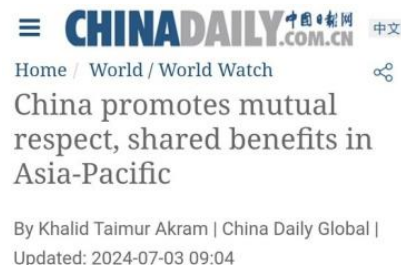 CHINADAILY 中国日报网 .COM.CN 中文
Home / World / World Watch
China promotes mutual
respect, shared benefits in
Asia-Pacific
By Khalid Taimur Akram | China Daily Global |
Updated: 2024-07-03 09:04